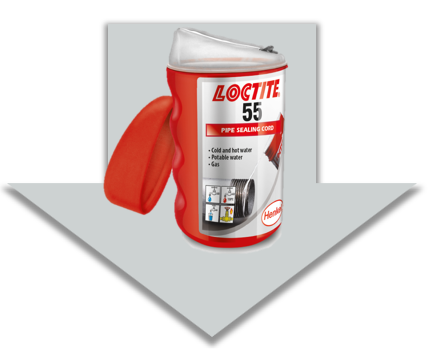 LOCTITE.
55
PIPE SEALING CORD
• Cold and hot water
• Potable water
• Gas
Henkel